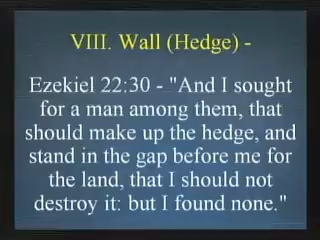 VIII. Wall (Hedge) -
Ezekiel 22:30 - "And I sought
for a man among them, that
should make up the hedge, and
stand in the gap before me for
the land, that I should not
destroy it: but I found none."